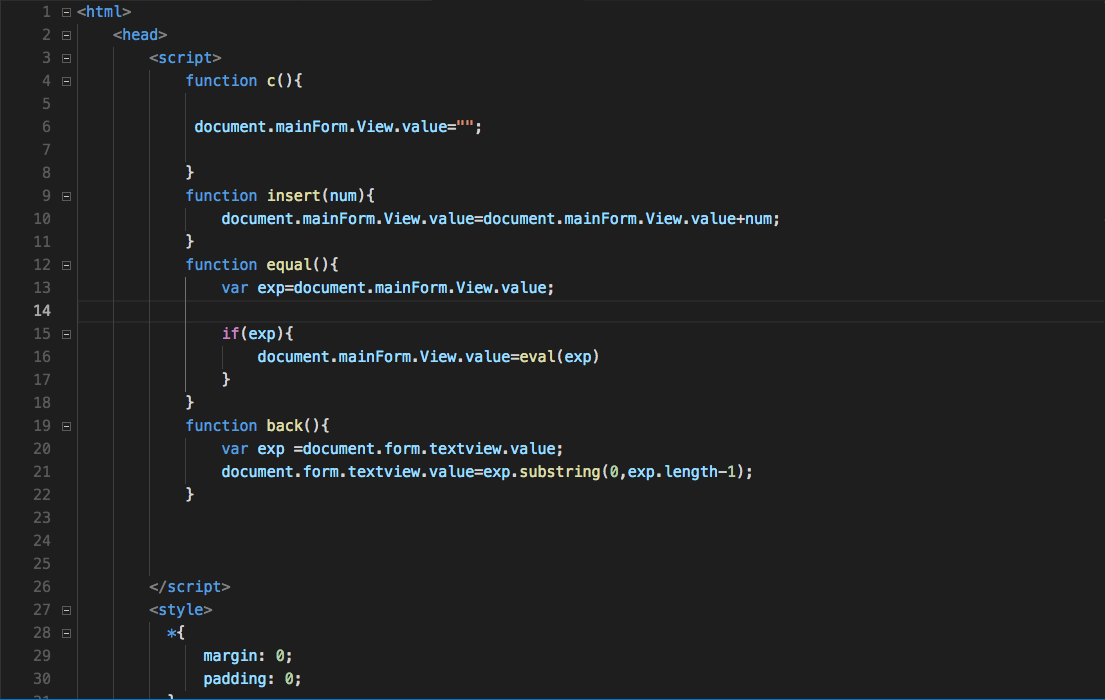 1 <html>
2 <head>
3 <script>
4 function c(){
5
6 document.mainForm.View.value="";
7
8 }
9 function insert(num){
10 document.mainForm.View.value=document.mainForm.View.value+num;
11 }
12 function equal(){
13 var exp=document.mainForm.View.value;
14
15 if(exp){
16 document.mainForm.View.value=eval(exp)
17 }
18 }
19 function back(){
20 var exp =document.form.textview.value;
21 document.form.textview.value=exp.substring(0,exp.length-1);
22 }
23
24
25
26 </script>
27 <style>
28 *{
29 margin: 0;
30 padding: 0;
31 }